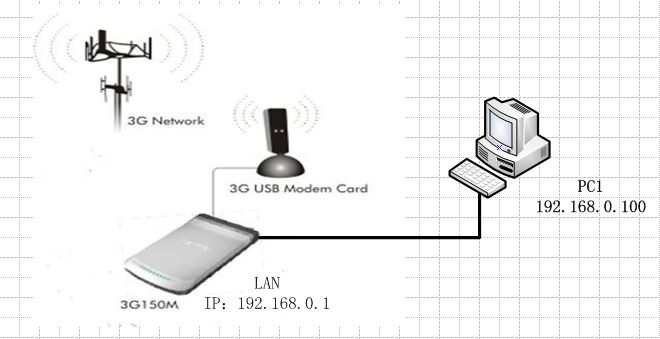 3G Network
3G USB Modem Card
PC1
192.168.0.100
LAN
3G150M
IP: 192.168.0.1